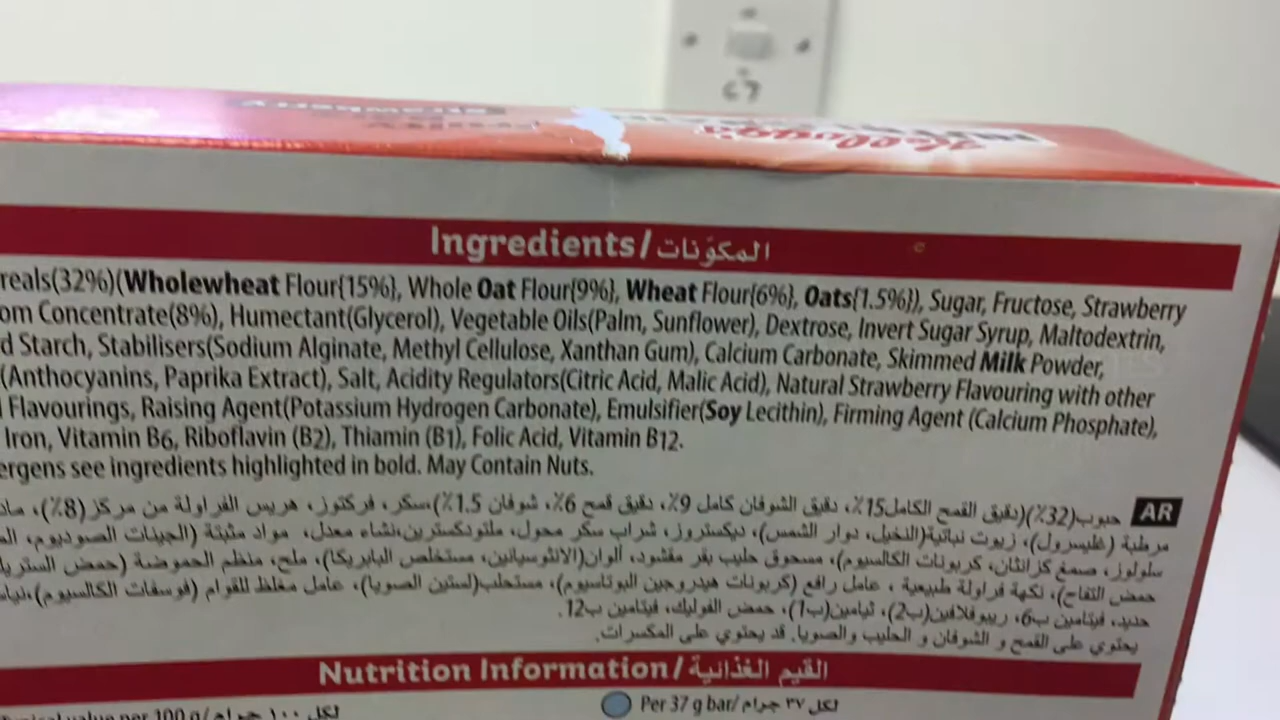 Kellogg's
Ingredients/المكوّنات
reals(32%)(Wholewheat Flour{15%}, Whole Oat Flour{9%}, Wheat Flour{6%}, Oats{1.5%}), Sugar, Fructose, Strawberry
om Concentrate(8%), Humectant(Glycerol), Vegetable Oils(Palm, Sunflower), Dextrose, Invert Sugar Syrup, Maltodextrin,
d Starch, Stabilisers(Sodium Alginate, Methyl Cellulose, Xanthan Gum), Calcium Carbonate, Skimmed Milk Powder,
(Anthocyanins, Paprika Extract), Salt, Acidity Regulators(Citric Acid, Malic Acid), Natural Strawberry Flavouring with other
l Flavourings, Raising Agent(Potassium Hydrogen Carbonate), Emulsifier(Soy Lecithin), Firming Agent (Calcium Phosphate),
Iron, Vitamin B6, Riboflavin (B2), Thiamin (B1), Folic Acid, Vitamin B12.
ergens see ingredients highlighted in bold. May Contain Nuts.
AR حبوب(32٪)(دقيق القمح الكامل15٪، دقيق الشوفان كامل 9٪، دقيق قمح 6٪، شوفان 1.5٪)،سكر، فركتوز، هريس الفراولة من مركز (8٪)،
مرطبة (غليسرول)، زيوت نباتية(النخيل، دوار الشمس)، ديكستروز، شراب سكر محول، ملتودكسترين،نشاء معدل، مواد مثبتة (الجينات الصوديوم،
سلولوز، صمغ كزانثان، كربونات الكالسيوم)، مسحوق حليب بقر مقشود، ألوان(الانثوسيانين، مستخلص البابريكا)، ملح، منظم الحموضة (حمض
حمض التفاح)، نكهة فراولة طبيعية ، عامل رافع (كربونات هيدروجين البوتاسيوم)، مستحلب(لستين الصويا)، عامل مغلظ للقوام (فوسفات الكالسيوم)،
حديد، فيتامين ب6، ريبوفلافين(ب2)، ثيامين(ب1)، حمض الفوليك، فيتامين ب12.
يحتوي على القمح و الشوفان و الحليب والصويا. قد يحتوي على المكسرات.
Nutrition Information/القيم الغذائية
value per 100 g/لكل ١٠٠ جرام
Per 37 g bar/لكل ٣٧ جرام